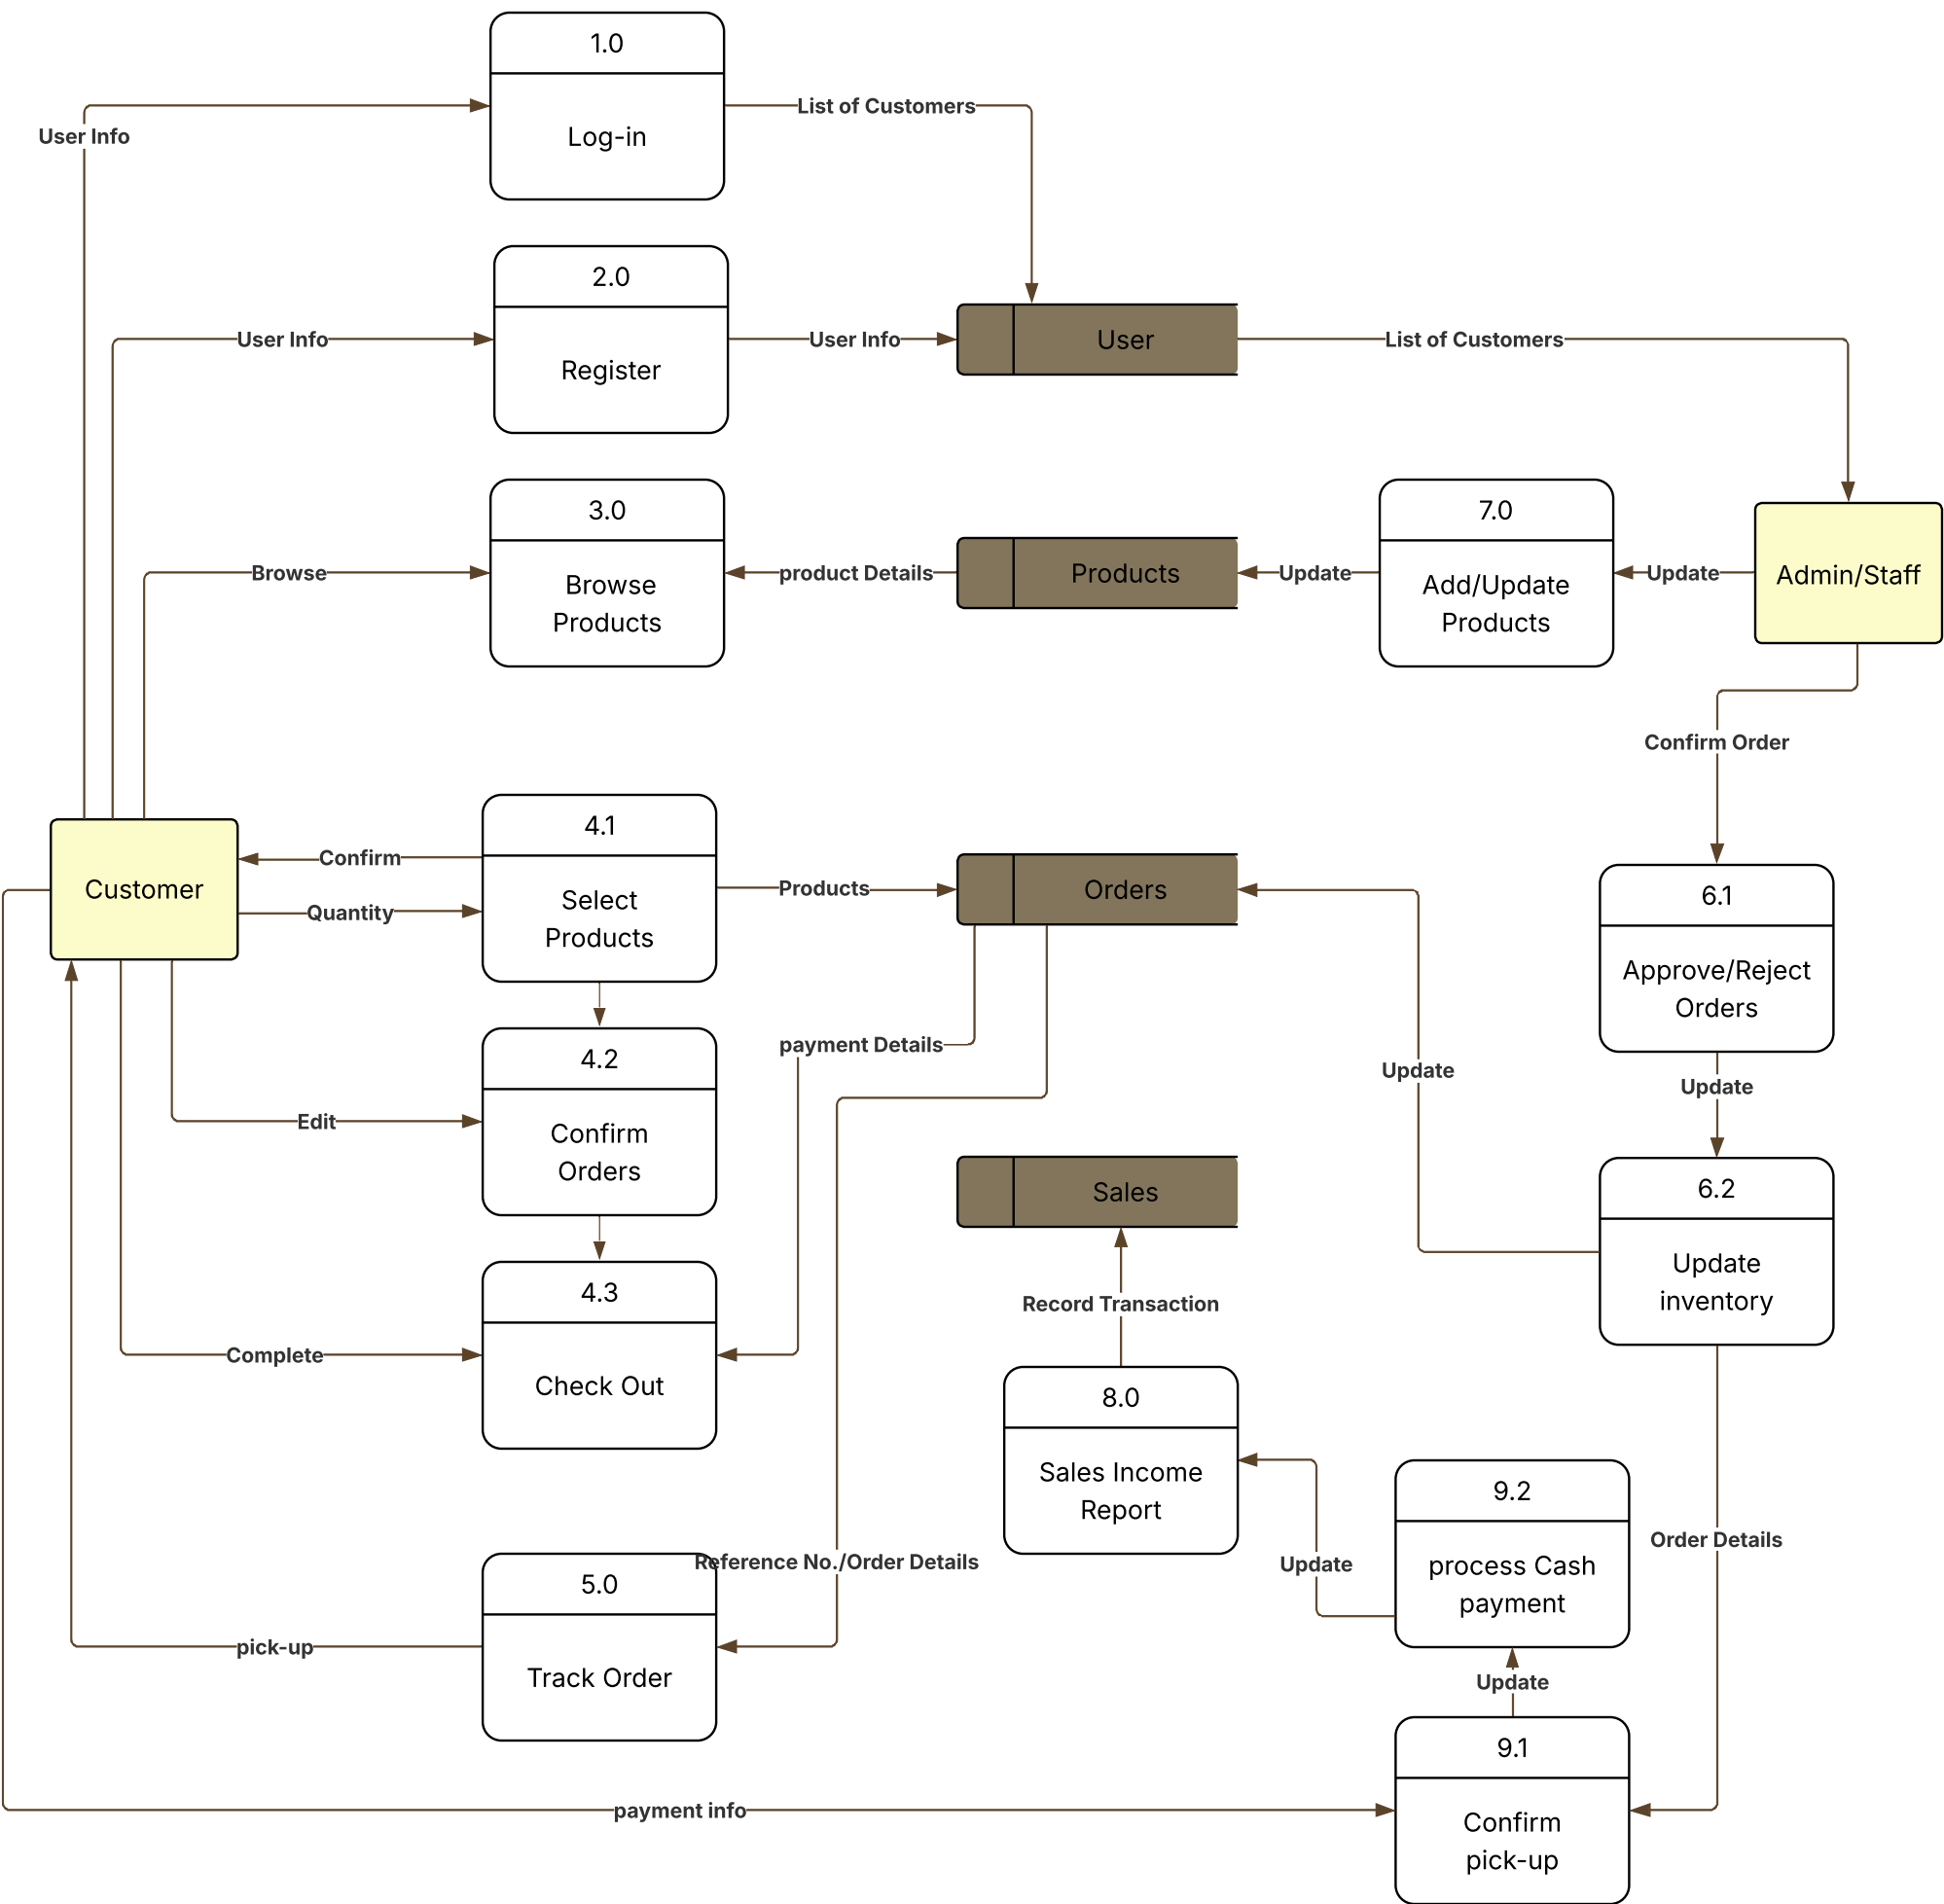 1.0
Log-in
List of Customers
User Info
2.0
Register
User Info
User Info
User
List of Customers
3.0
Browse
Products
Browse
product Details
Products
Update
7.0
Add/Update
Products
Update
Admin/Staff
Confirm Order
4.1
Select
Products
Confirm
Quantity
Customer
Products
Orders
6.1
Approve/Reject
Orders
4.2
Confirm
Orders
payment Details
Update
Update
Edit
Sales
6.2
Update
inventory
4.3
Check Out
Complete
Record Transaction
8.0
Sales Income
Report
9.2
process Cash
payment
Order Details
Update
Reference No./Order Details
5.0
Track Order
pick-up
Update
9.1
Confirm
pick-up
payment info